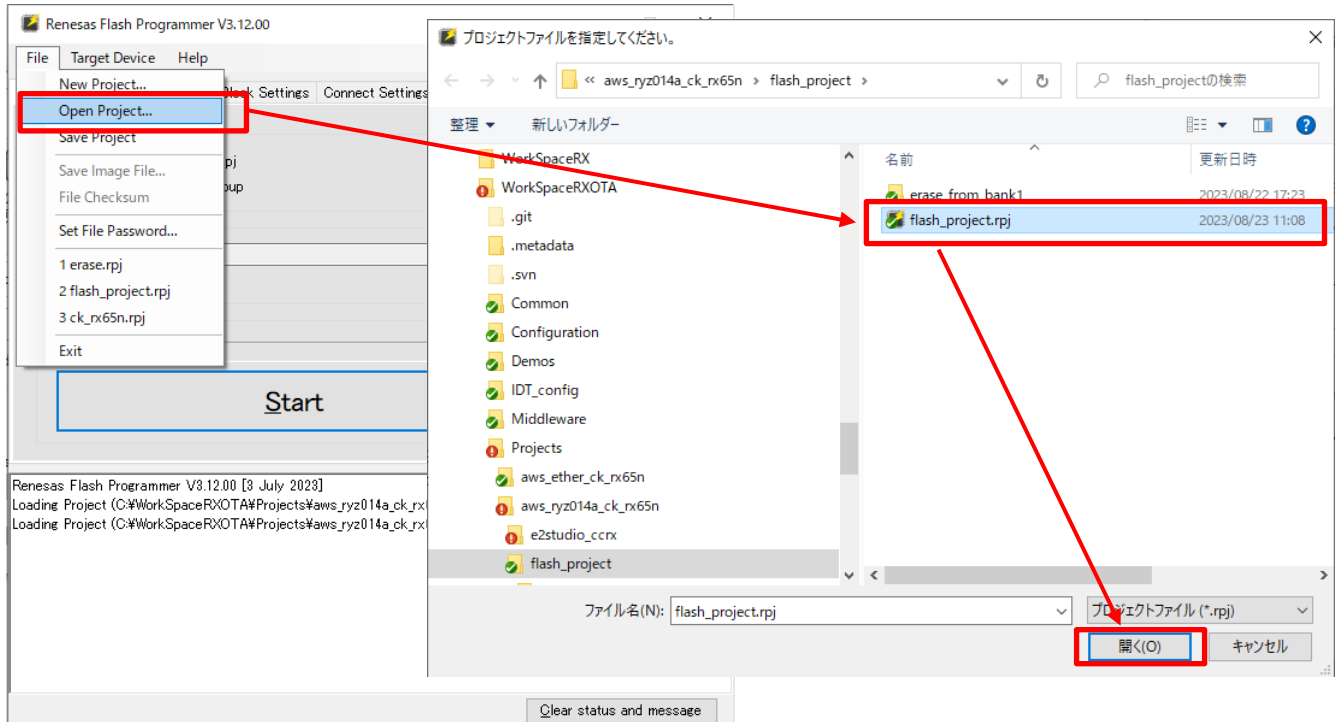 Renesas Flash Programmer V3.12.00
File Target Device Help
New Project...
Open Project...
Save Project
Save Image File...
File Checksum
Set File Password...
1 erase.rpj
2 flash_project.rpj
3 ck_rx65n.rpj
Exit
Block Settings Connect Settings
Start
Renesas Flash Programmer V3.12.00 [3 July 2023]
Loading Project (C:¥WorkSpaceRXOTA¥Projects¥aws_ryz014a_ck_rx
Loading Project (C:¥WorkSpaceRXOTA¥Projects¥aws_ryz014a_ck_rx
Clear status and message
プロジェクトファイルを指定してください。
« aws_ryz014a_ck_rx65n › flash_project ›
flash_projectの検索
整理 新しいフォルダー
WorkSpaceRX
WorkSpaceRXOTA
.git
.metadata
.svn
Common
Configuration
Demos
IDT_config
Middleware
Projects
aws_ether_ck_rx65n
aws_ryz014a_ck_rx65n
e2studio_ccrx
flash_project
名前 更新日時
erase_from_bank1 2023/08/22 17:23
flash_project.rpj 2023/08/23 11:08
ファイル名(N): flash_project.rpj
プロジェクトファイル (*.rpj)
開く(O) キャンセル